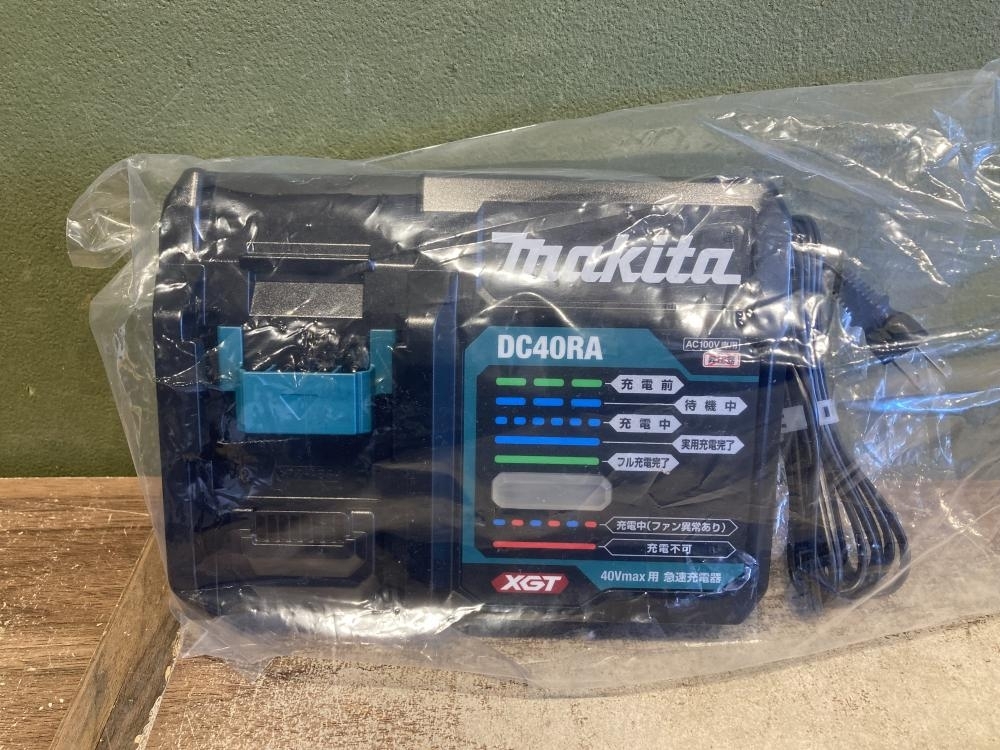 makita
DC40RA
AC100V専用
昇圧器
充電前
待機中
充電中
実用充電完了
フル充電完了
充電中(ファン異常あり)
充電不可
XGT
40Vmax用 急速充電器